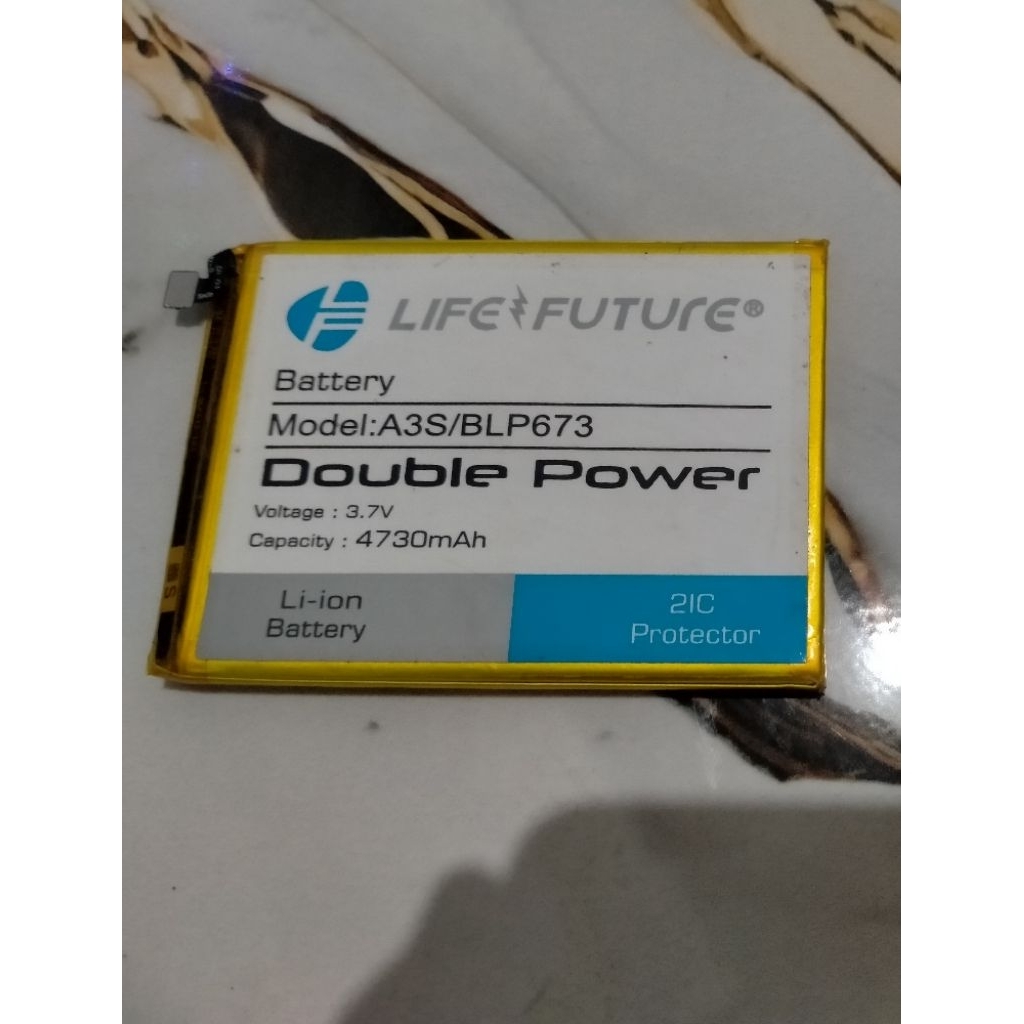 LIFE FUTURE®
Battery
Model:A3S/BLP673
Double Power
Voltage : 3.7V
Capacity : 4730mAh
Li-ion
Battery
2IC
Protector